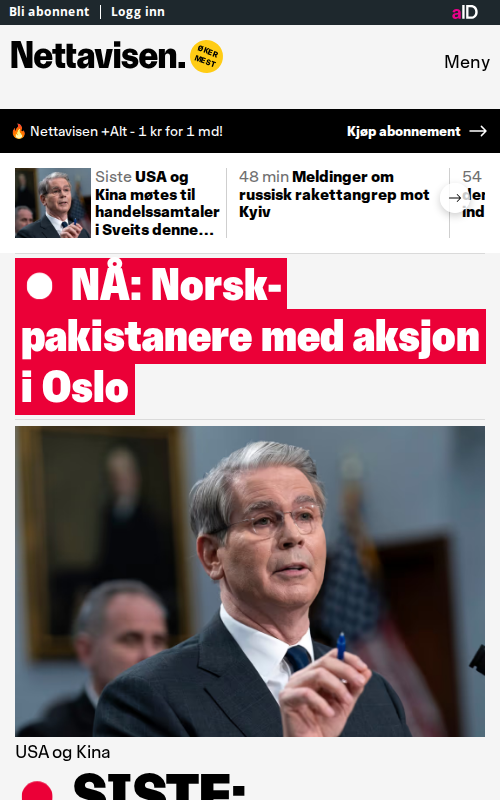 Bli abonnent
Logg inn
aID
Nettavisen.
ØKER
MEST
Meny
Nettavisen +Alt - 1 kr for 1 md!
Kjøp abonnement
Siste USA og
Kina møtes til
handelssamtaler
i Sveits denne...
48 min Meldinger om
russisk rakettangrep mot
Kyiv
54
der
ind
NÅ: Norsk-
pakistanere med aksjon
i Oslo
USA og Kina
SISTE: